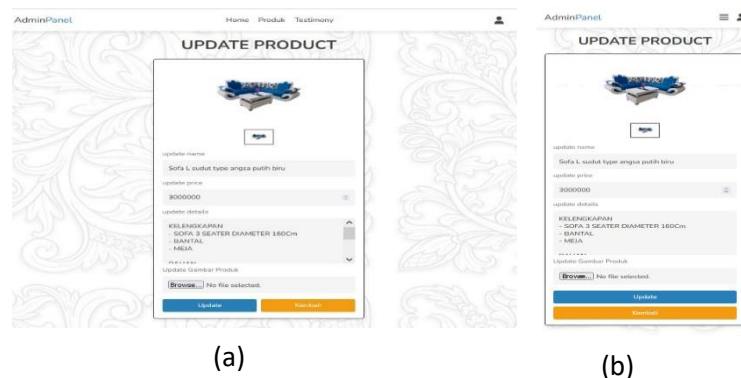 AdminPanel Home Produk Testimony
UPDATE PRODUCT
update name
Sofa L sudut type angsa putih biru
update price
3000000
update details
KELENGKAPAN
- SOFA 3 SEATER DIAMETER 160Cm
- BANTAL
- MEJA
Update Gambar Produk
Browse... No file selected.
Update Kembali
(a)
AdminPanel
UPDATE PRODUCT
update name
Sofa L sudut type angsa putih biru
update price
3000000
update details
KELENGKAPAN
- SOFA 3 SEATER DIAMETER 160Cm
- BANTAL
- MEJA
Update Gambar Produk
Browse... No file selected.
Update
Kembali
(b)